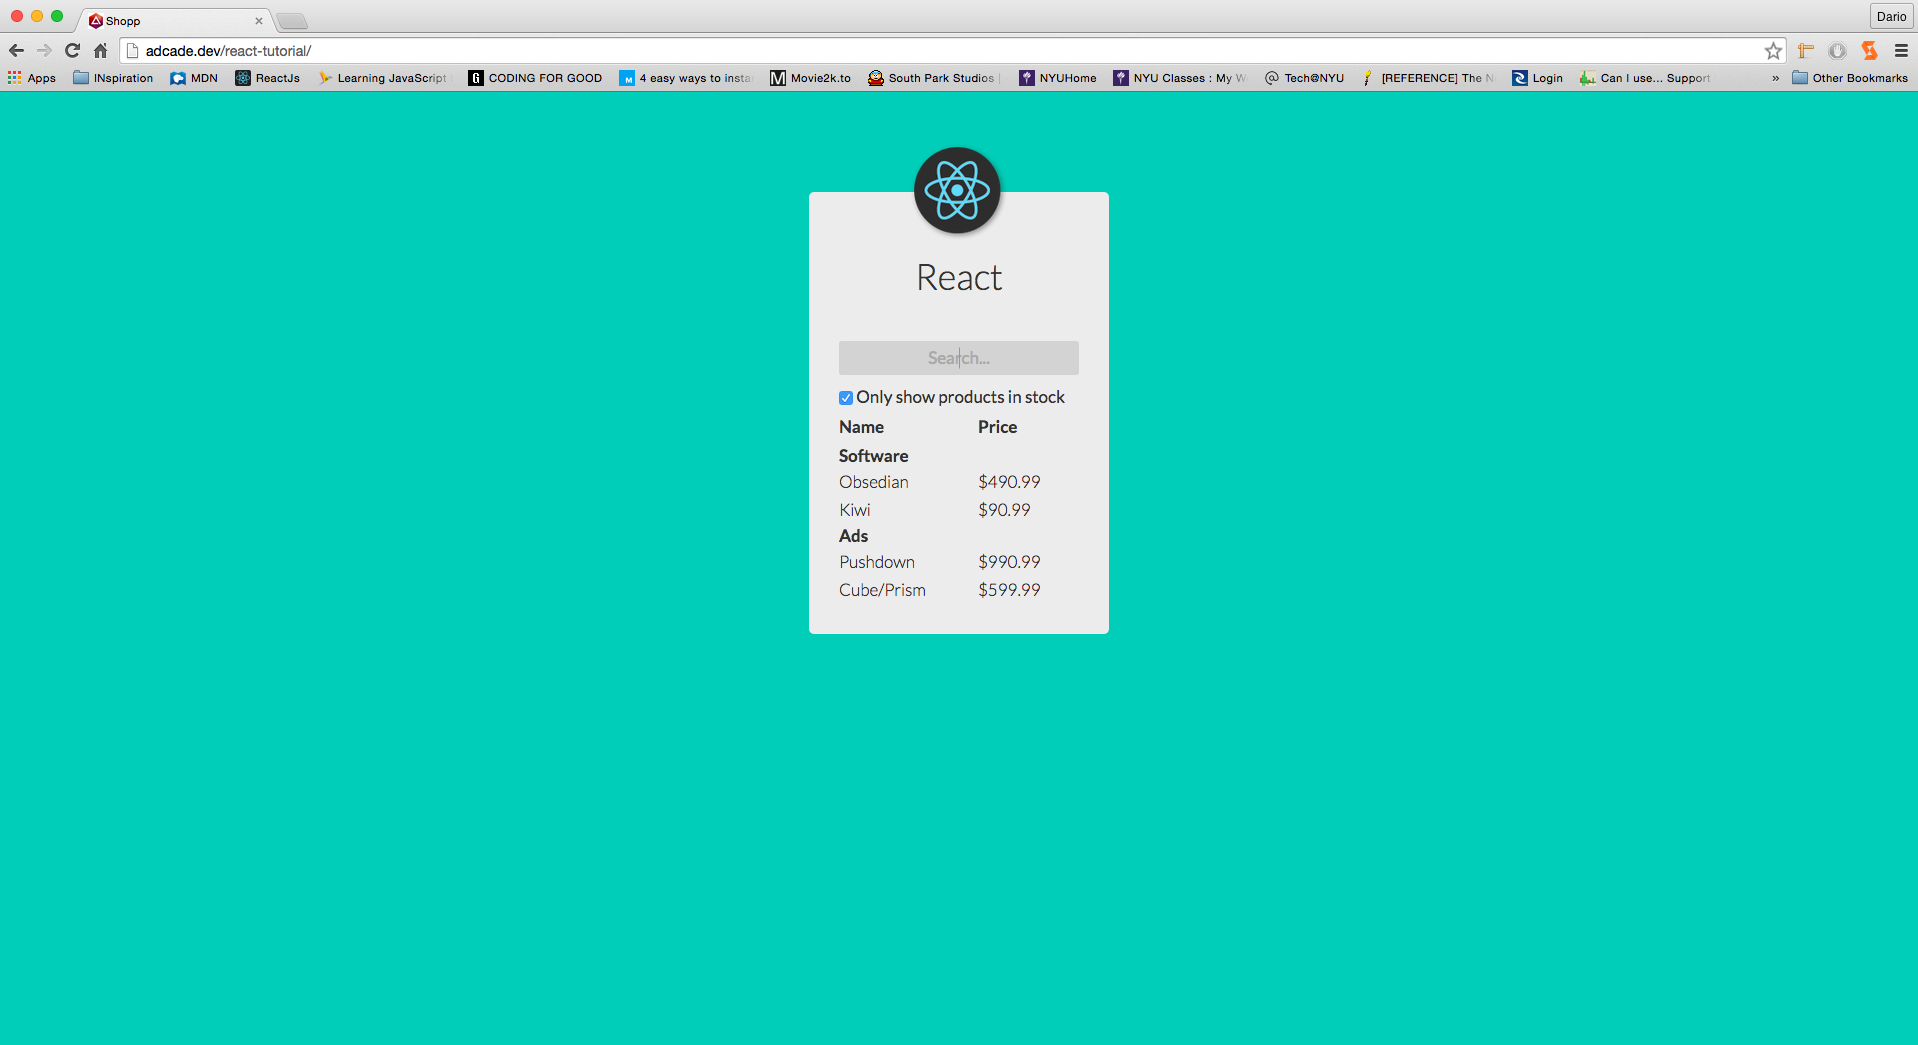 Shopp
Dario
adcade.dev/react-tutorial/
Apps INspiration MDN ReactJs Learning JavaScript CODING FOR GOOD 4 easy ways to Movie2k.to South Park Studios NYUHome NYU Classes : My Tech@NYU [REFERENCE] The Login Can I use... Support » Other Bookmarks
React
Search...
Only show products in stock
Name Price
Software
Obsedian $490.99
Kiwi $90.99
Ads
Pushdown $990.99
Cube/Prism $599.99